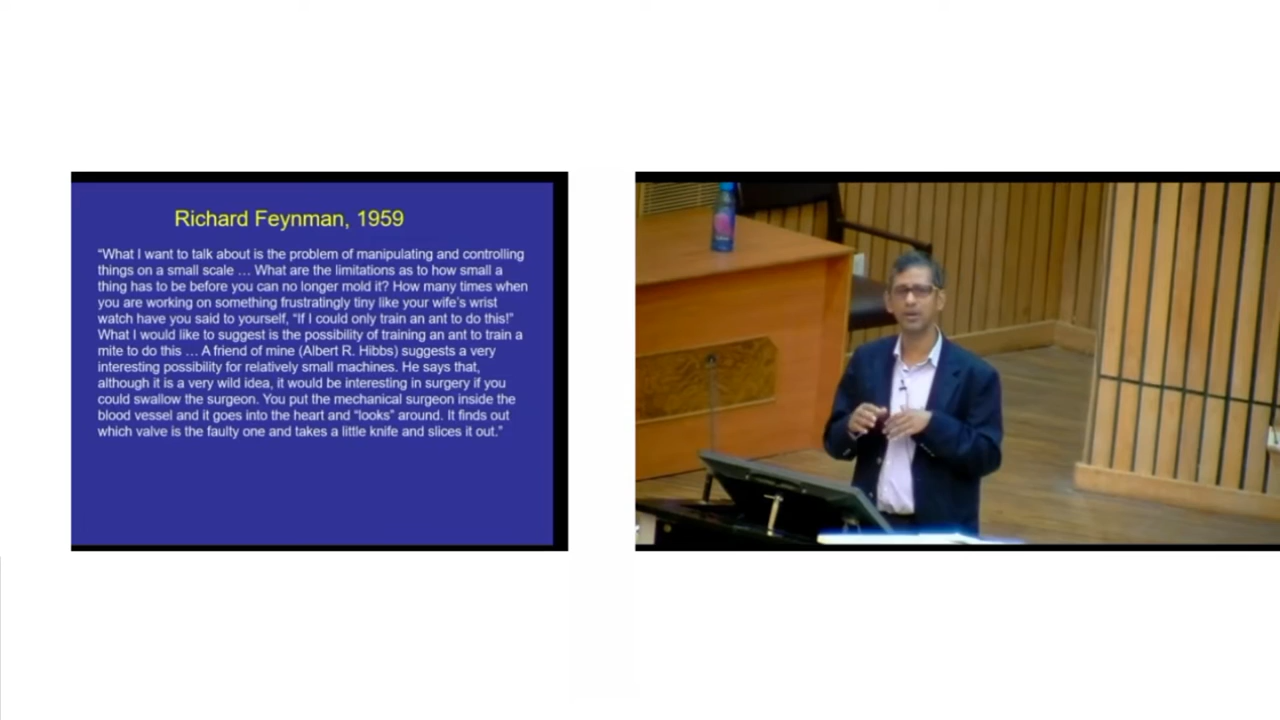 Richard Feynman, 1959
“What I want to talk about is the problem of manipulating and controlling
things on a small scale … What are the limitations as to how small a
thing has to be before you can no longer mold it? How many times when
you are working on something frustratingly tiny like your wife’s wrist
watch have you said to yourself, “If I could only train an ant to do this!”
What I would like to suggest is the possibility of training an ant to train a
mite to do this … A friend of mine (Albert R. Hibbs) suggests a very
interesting possibility for relatively small machines. He says that,
although it is a very wild idea, it would be interesting in surgery if you
could swallow the surgeon. You put the mechanical surgeon inside the
blood vessel and it goes into the heart and “looks” around. It finds out
which valve is the faulty one and takes a little knife and slices it out.”